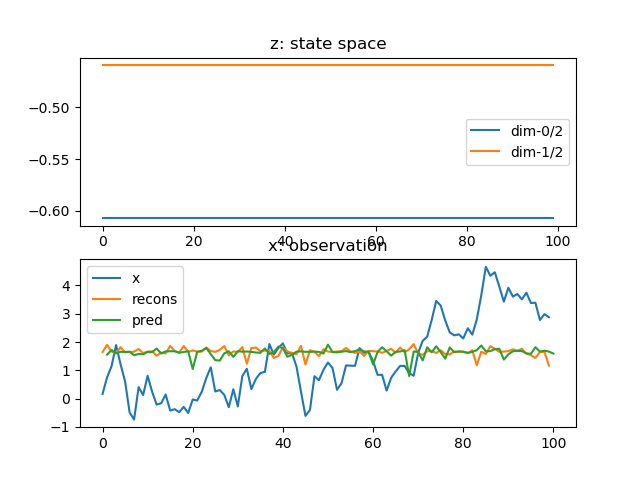 z: state space
−0.50
−0.55
−0.60
dim-0/2
dim-1/2
0 20 40 60 80 100
x: observation
4
3
2
1
0
−1
x
recons
pred
0 20 40 60 80 100